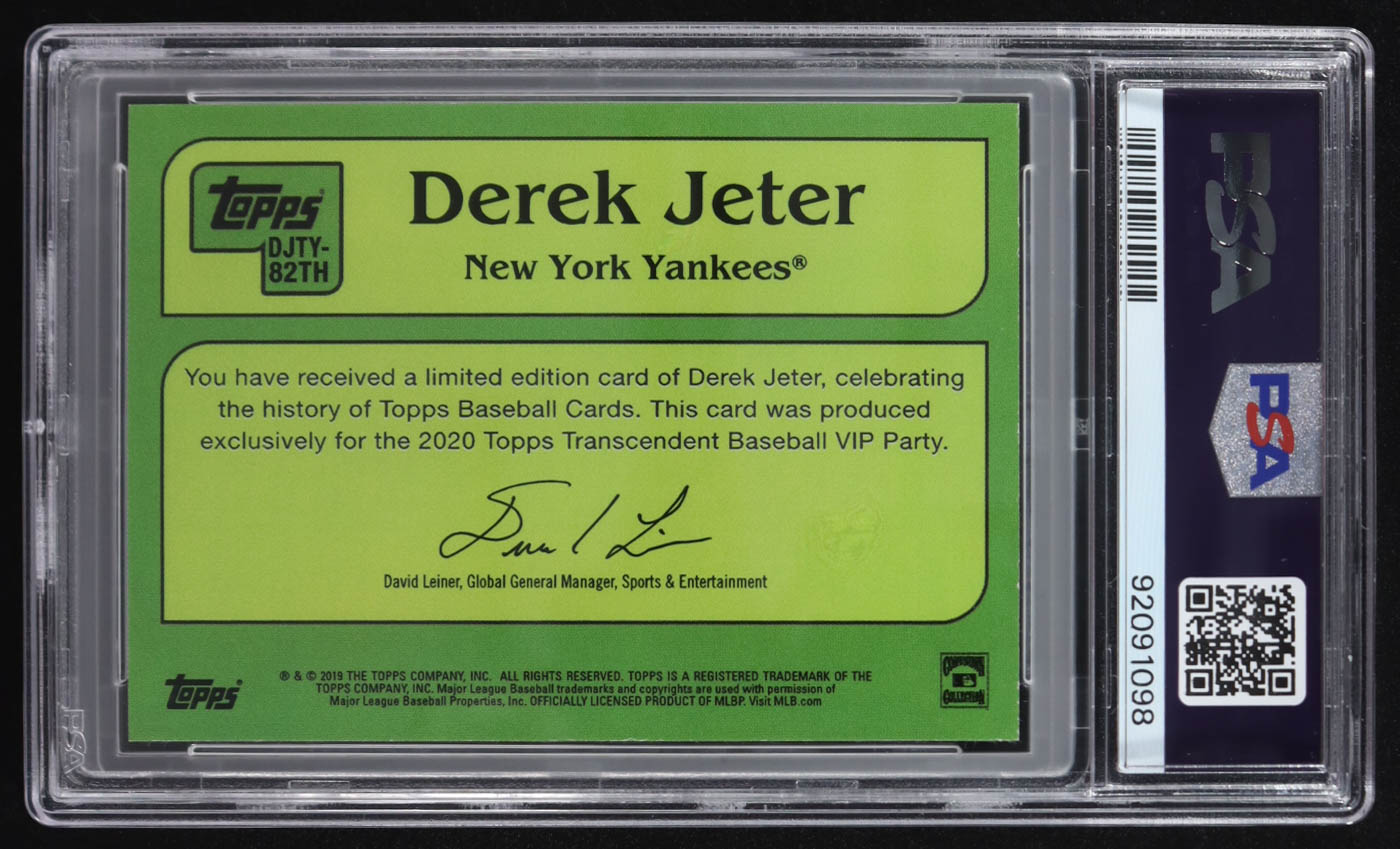 Topps
DJTY-
82TH
Derek Jeter
New York Yankees®
You have received a limited edition card of Derek Jeter, celebrating
the history of Topps Baseball Cards. This card was produced
exclusively for the 2020 Topps Transcendent Baseball VIP Party.
David Leiner, Global General Manager, Sports & Entertainment
Topps
® & © 2019 THE TOPPS COMPANY, INC. ALL RIGHTS RESERVED. TOPPS IS A REGISTERED TRADEMARK OF THE
TOPPS COMPANY, INC. Major League Baseball trademarks and copyrights are used with permission of
Major League Baseball Properties, Inc. OFFICIALLY LICENSED PRODUCT OF MLBP. Visit MLB.com
COLLECTION
PSA
PSA
92091098
PSA